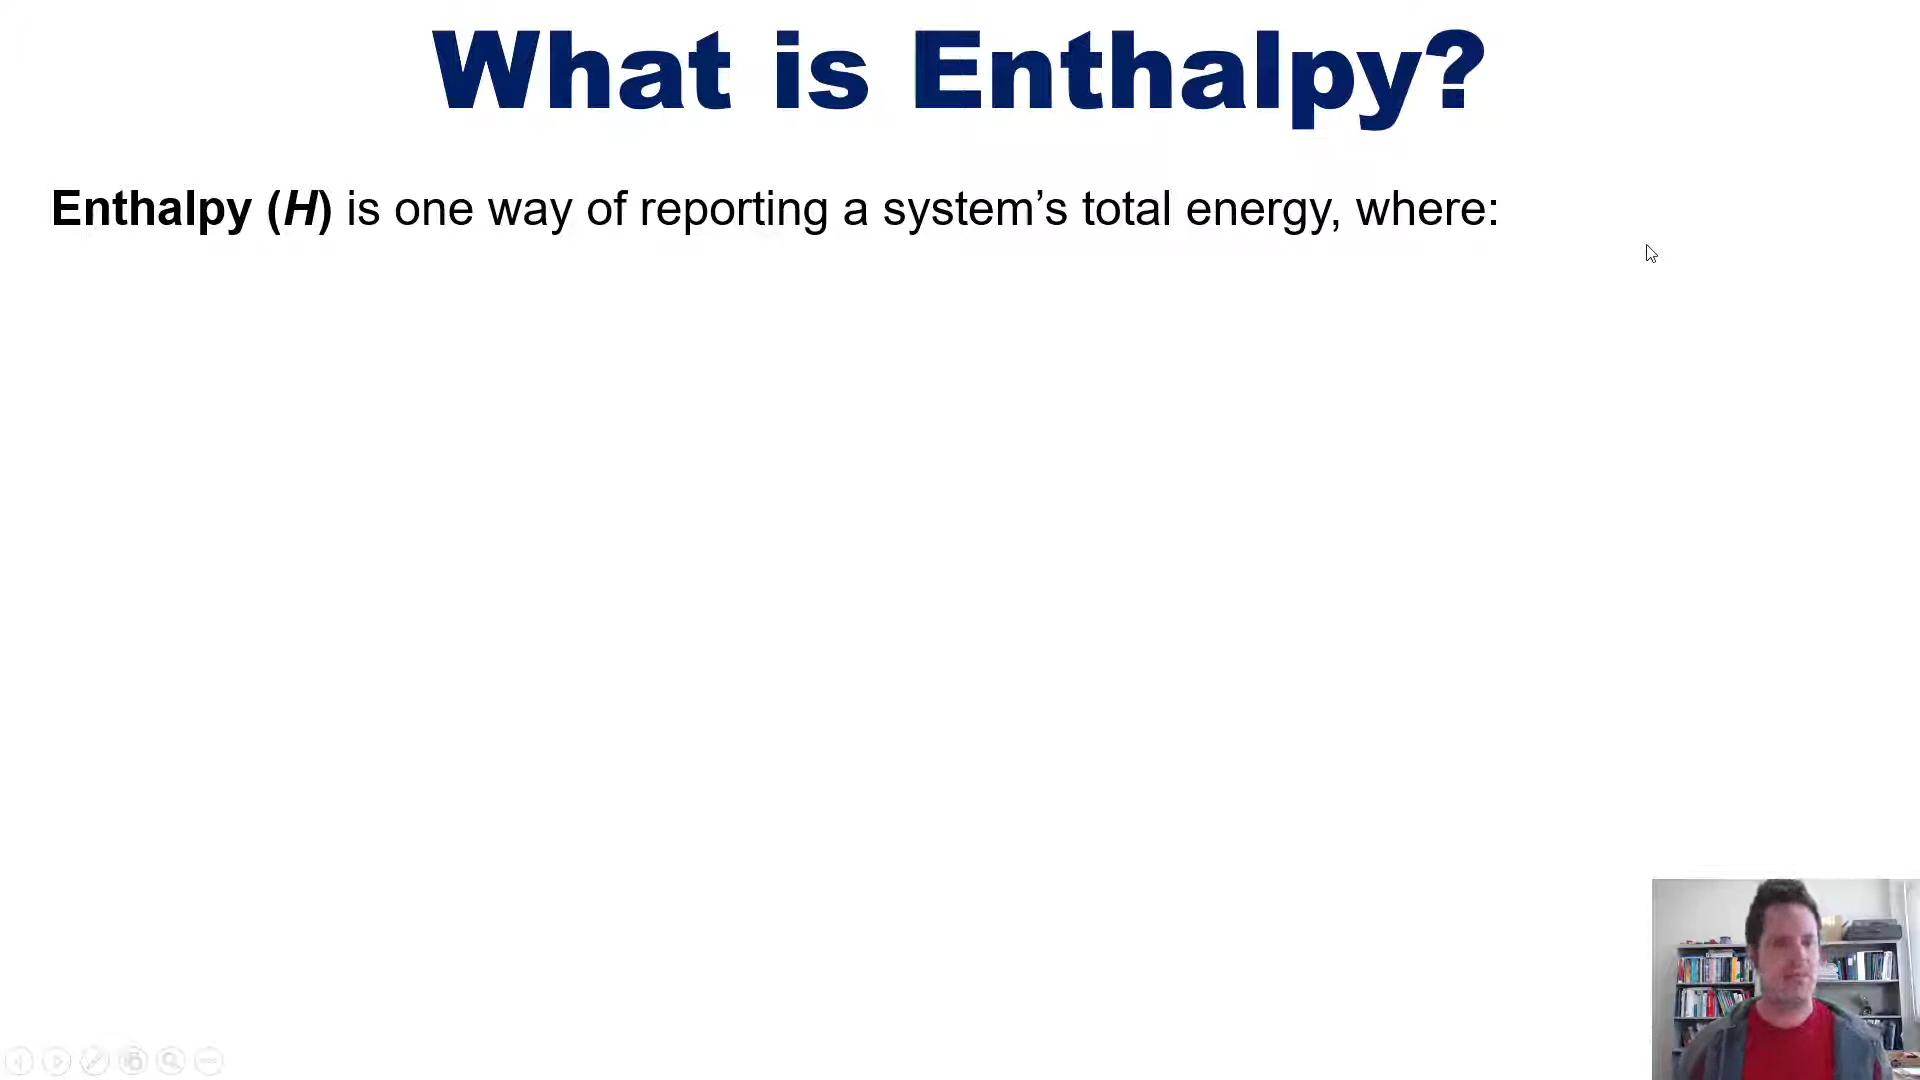 What is Enthalpy?
Enthalpy (H) is one way of reporting a system’s total energy, where: